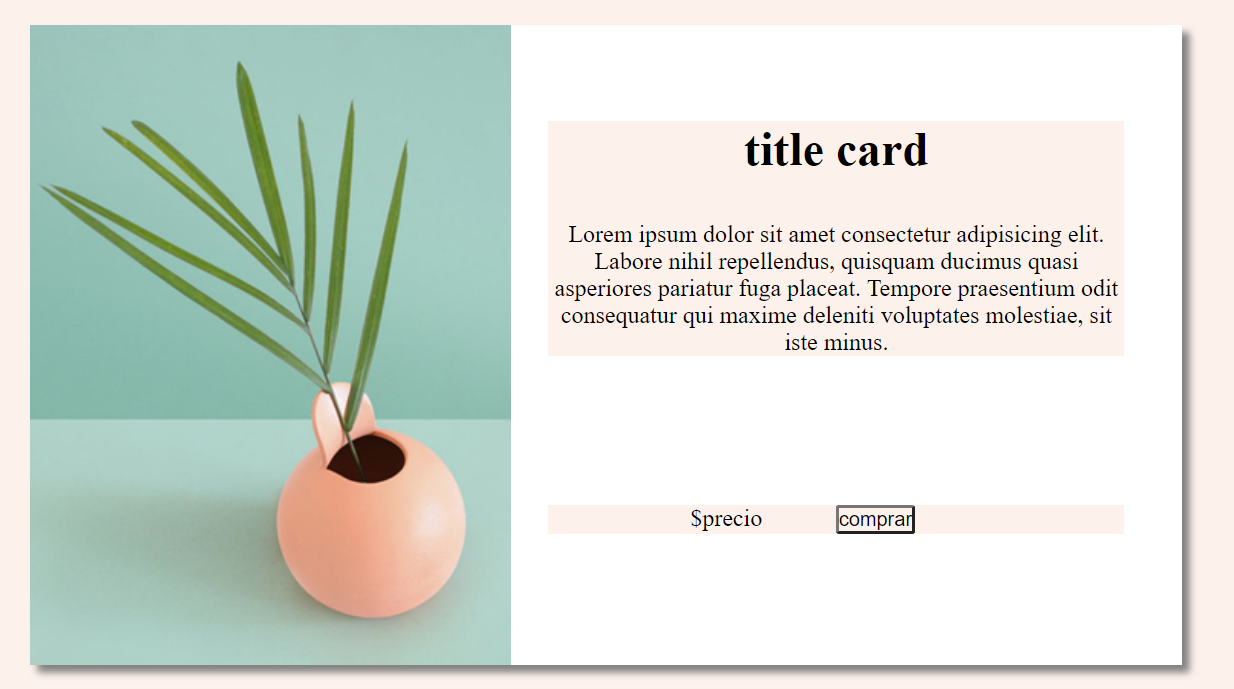 title card
Lorem ipsum dolor sit amet consectetur adipisicing elit.
Labore nihil repellendus, quisquam ducimus quasi
asperiores pariatur fuga placeat. Tempore praesentium odit
consequatur qui maxime deleniti voluptates molestiae, sit
iste minus.
$precio comprar